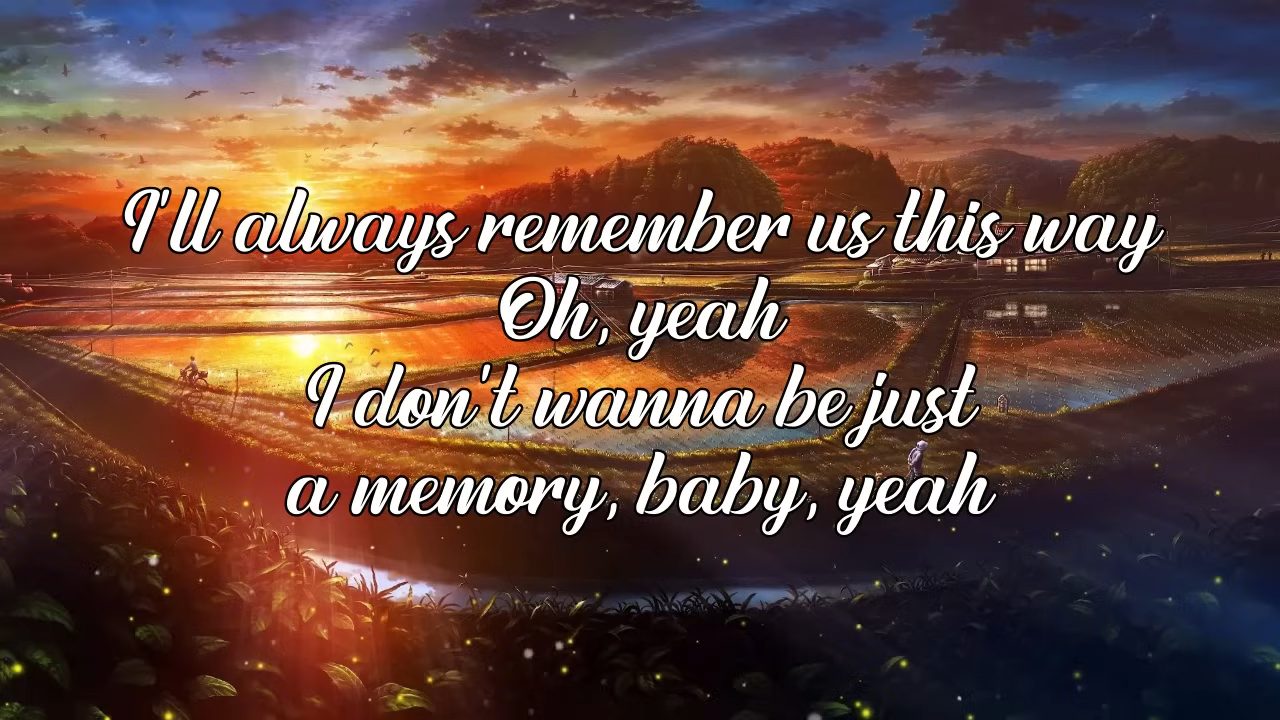 I'll always remember us this way
Oh, yeah
I don't wanna be just
a memory, baby, yeah